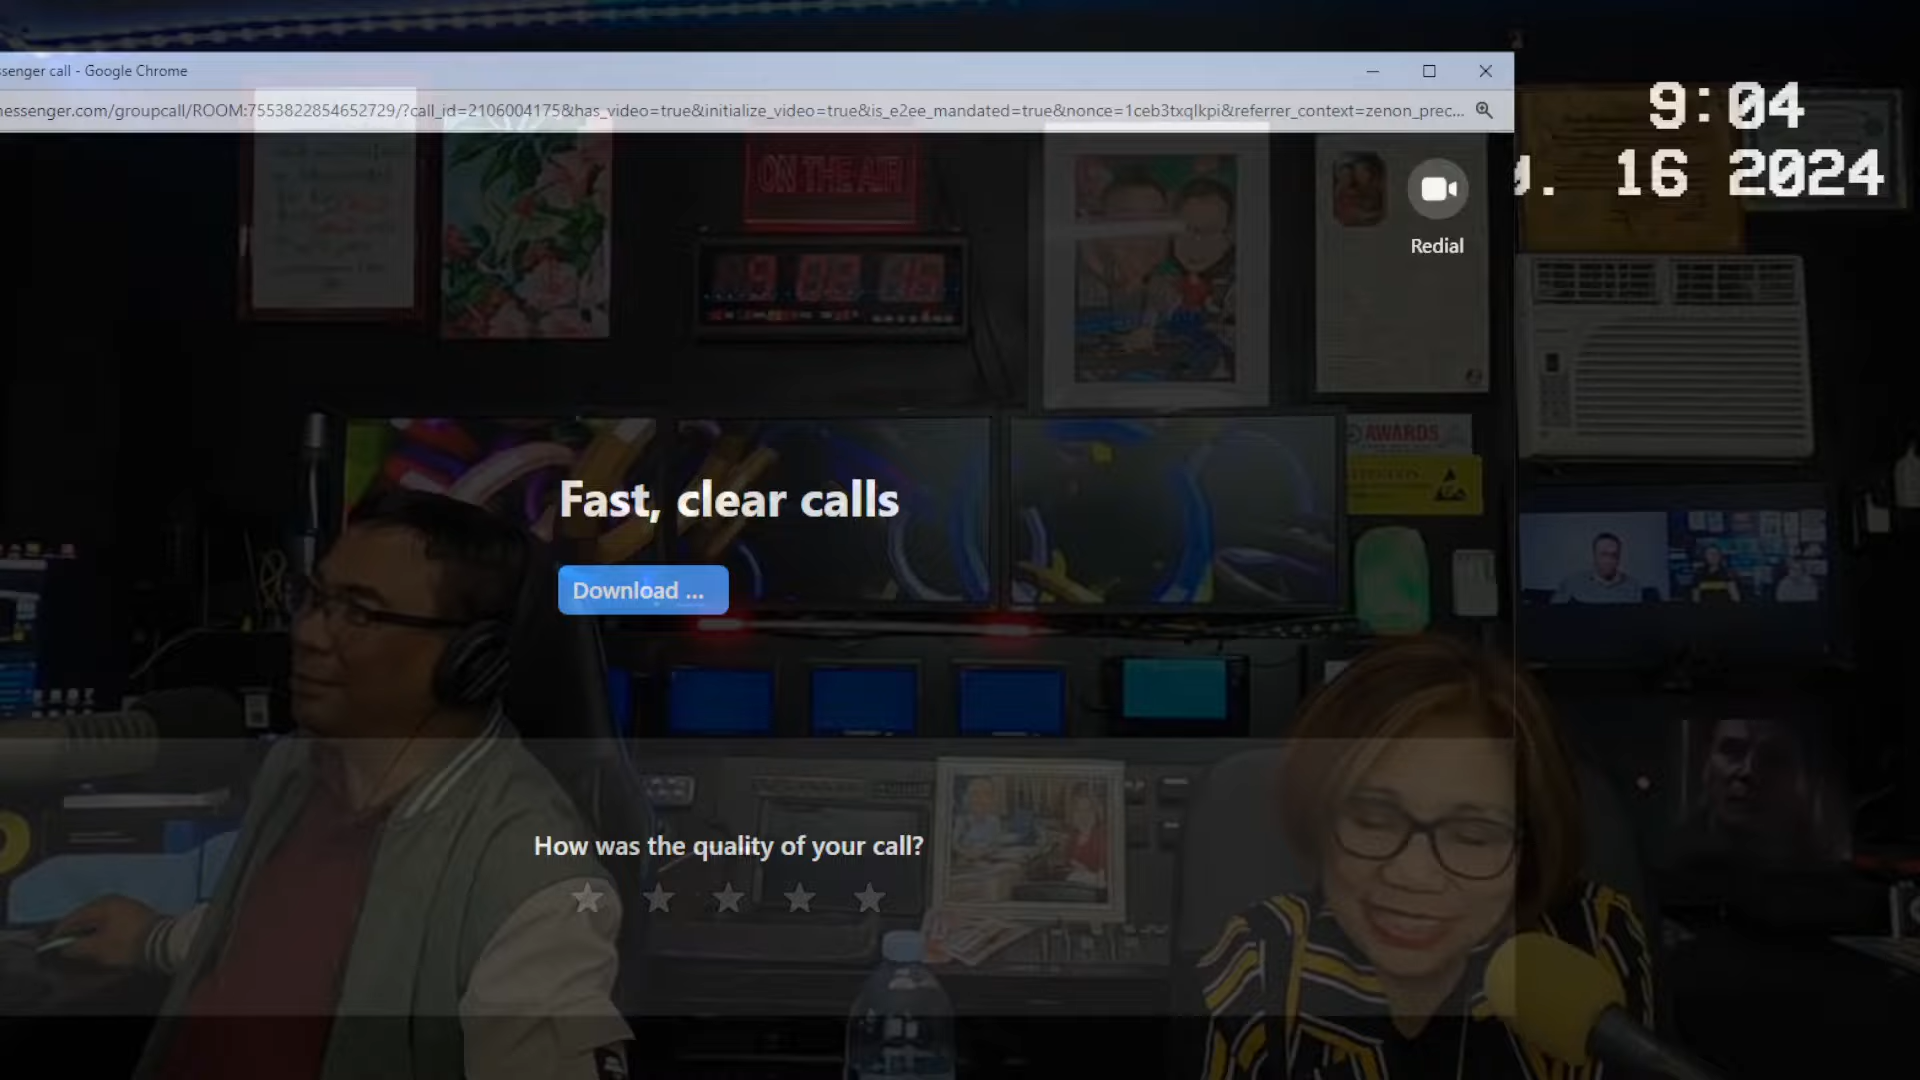 ssenger call - Google Chrome
nessenger.com/groupcall/ROOM:7553822854652729/?call_id=2106004175&has_video=true&initialize_video=true&is_e2ee_mandated=true&nonce=1ceb3txqlkpi&referrer_context=zenon_prec...
9:04
16 2024
ON THE AIR
Redial
AWARDS
Fast, clear calls
Download ...
How was the quality of your call?